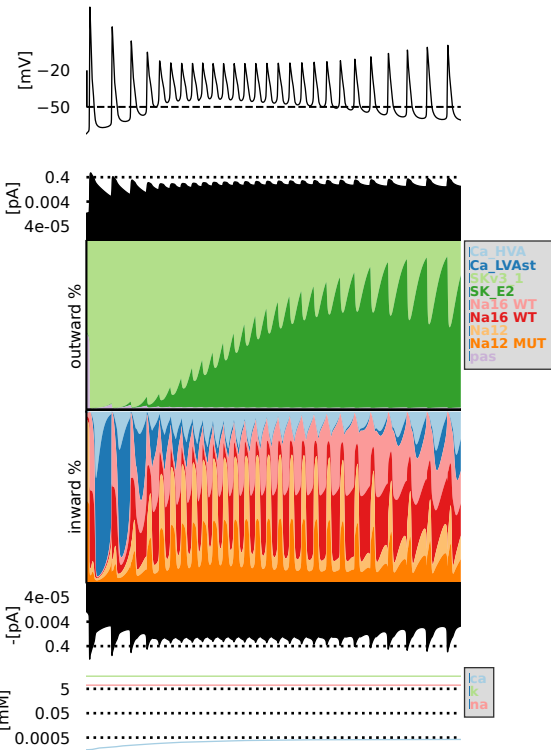 [mV]
−20
−50
[pA]
0.4
0.004
4e-05
outward %
Ca_HVA
Ca_LVAst
SKv3_1
SK_E2
Na16 WT
Na16 WT
Na12
Na12 MUT
pas
inward %
-[pA]
4e-05
0.004
0.4
[mM]
5
0.05
0.0005
ca
k
na